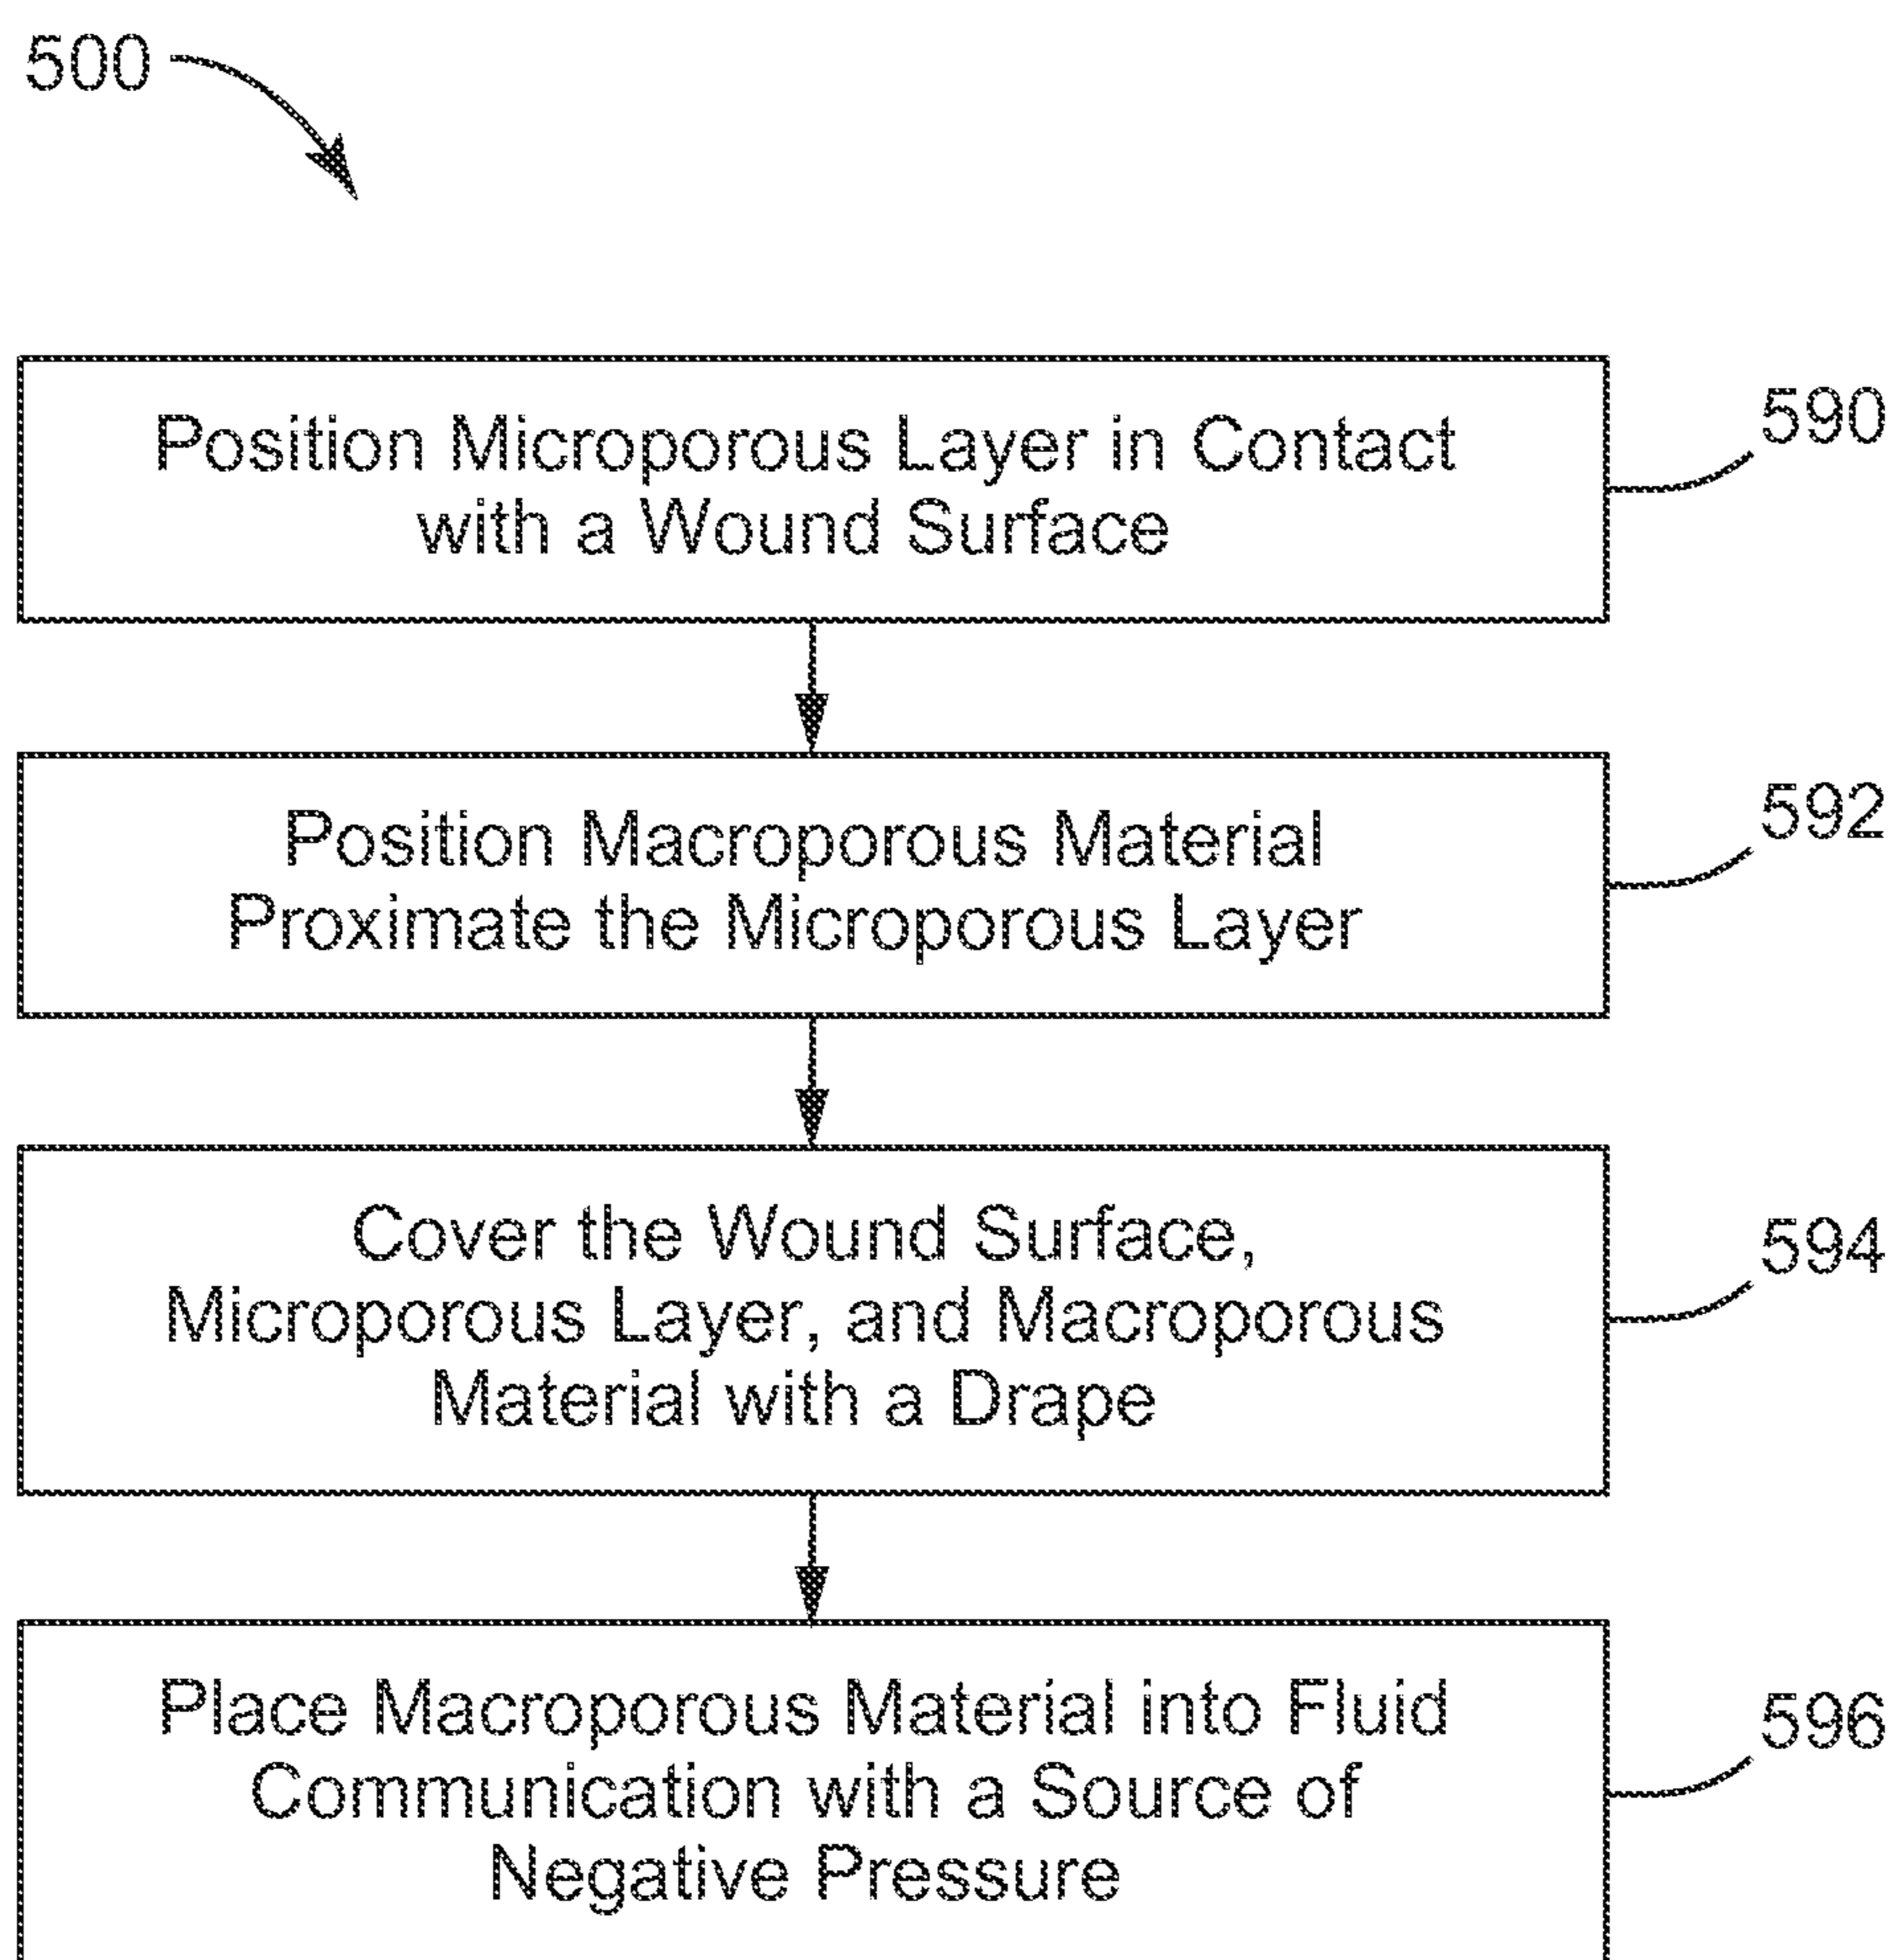 500
Position Microporous Layer in Contact
with a Wound Surface
590
Position Macroporous Material
Proximate the Microporous Layer
592
Cover the Wound Surface,
Microporous Layer, and Macroporous
Material with a Drape
594
Place Macroporous Material into Fluid
Communication with a Source of
Negative Pressure
596